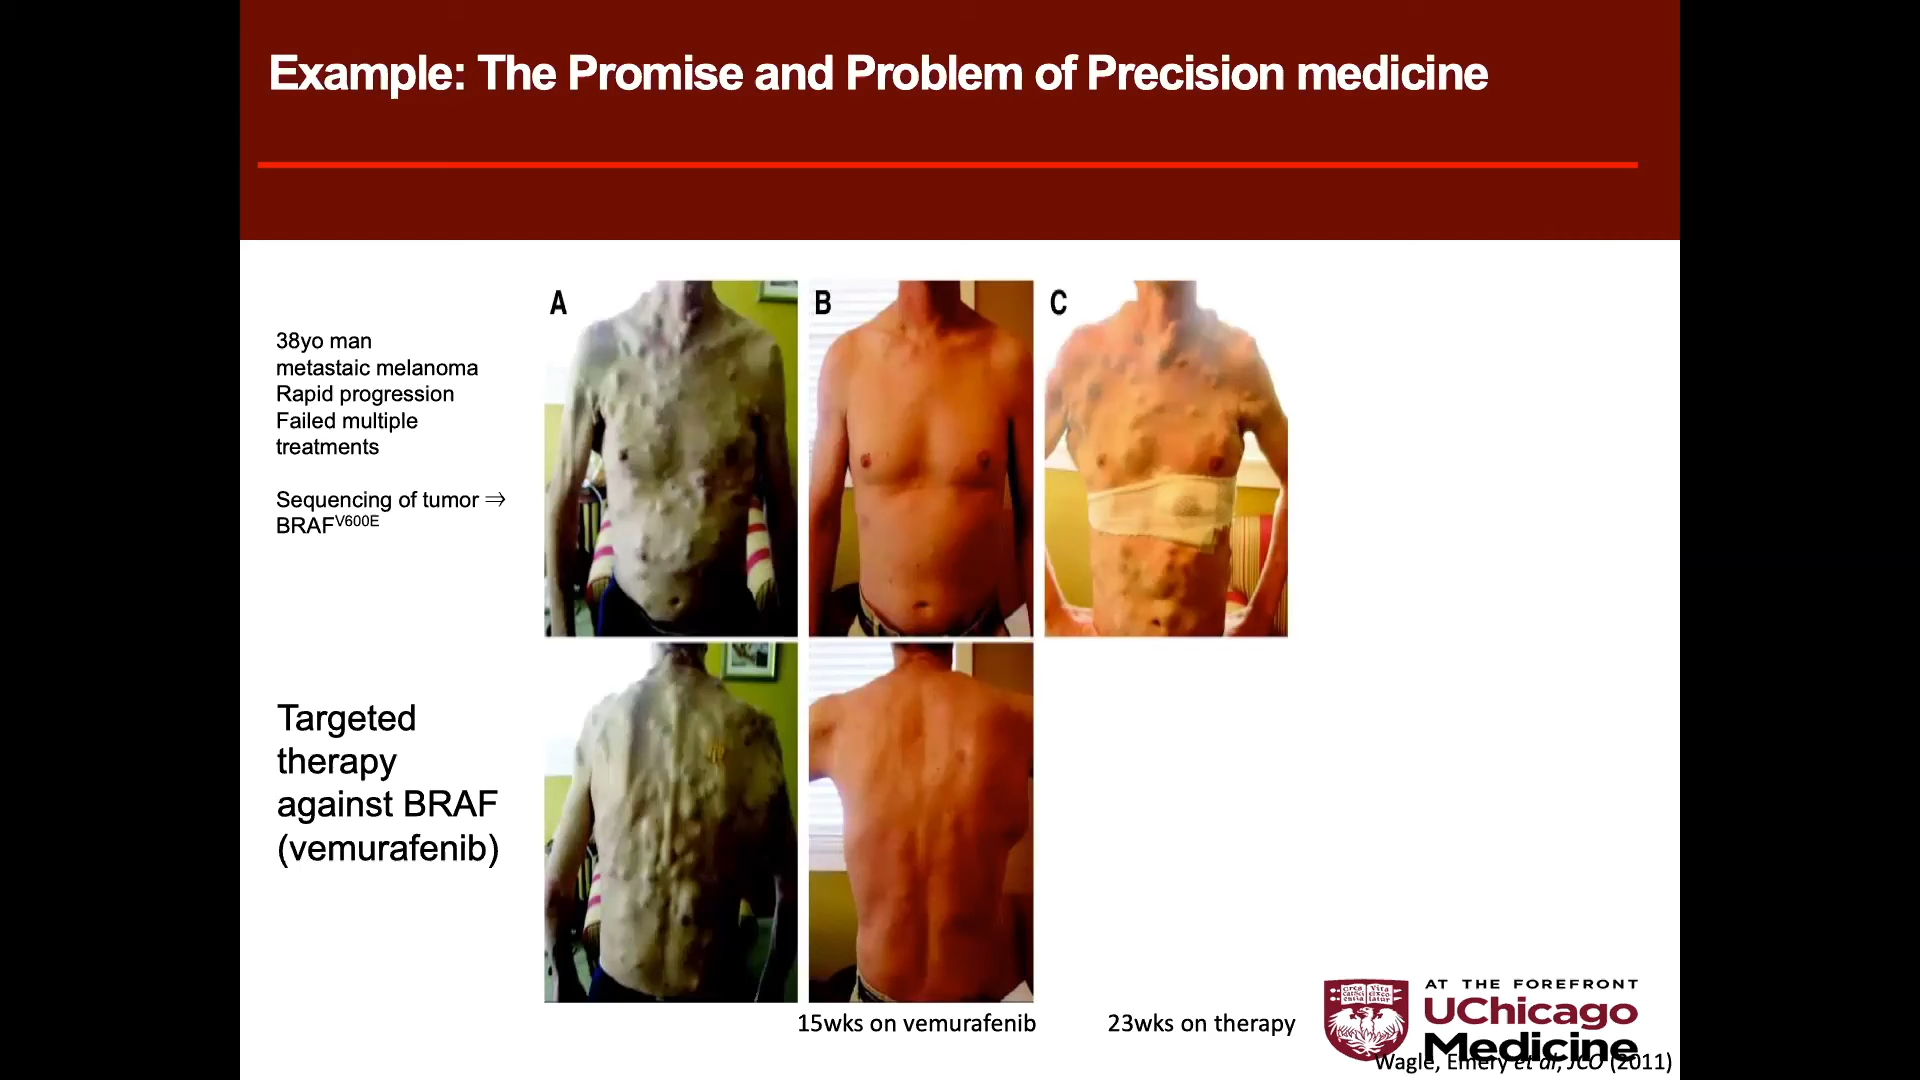 Example: The Promise and Problem of Precision medicine
A
B
C
38yo man
metastaic melanoma
Rapid progression
Failed multiple
treatments
Sequencing of tumor ⇒
BRAFV600E
Targeted
therapy
against BRAF
(vemurafenib)
15wks on vemurafenib
23wks on therapy
AT THE FOREFRONT
UChicago
Medicine
Wagle, Emery et al, JCO (2011)